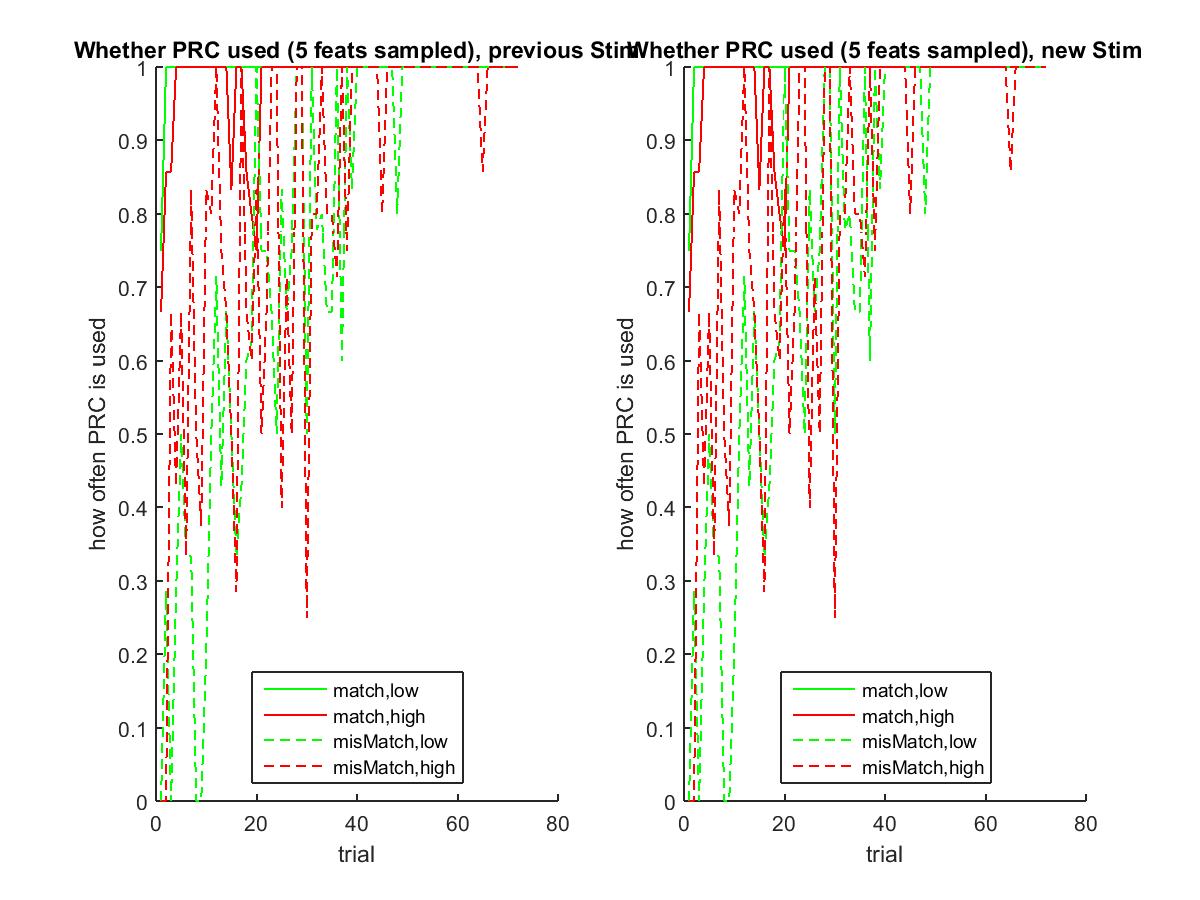 Whether PRC used (5 feats sampled), previous Stim
1
0.9
0.8
0.7
0.6
0.5
0.4
0.3
0.2
0.1
0
how often PRC is used
0 20 40 60 80
trial
match,low
match,high
misMatch,low
misMatch,high
Whether PRC used (5 feats sampled), new Stim
1
0.9
0.8
0.7
0.6
0.5
0.4
0.3
0.2
0.1
0
how often PRC is used
0 20 40 60 80
trial
match,low
match,high
misMatch,low
misMatch,high